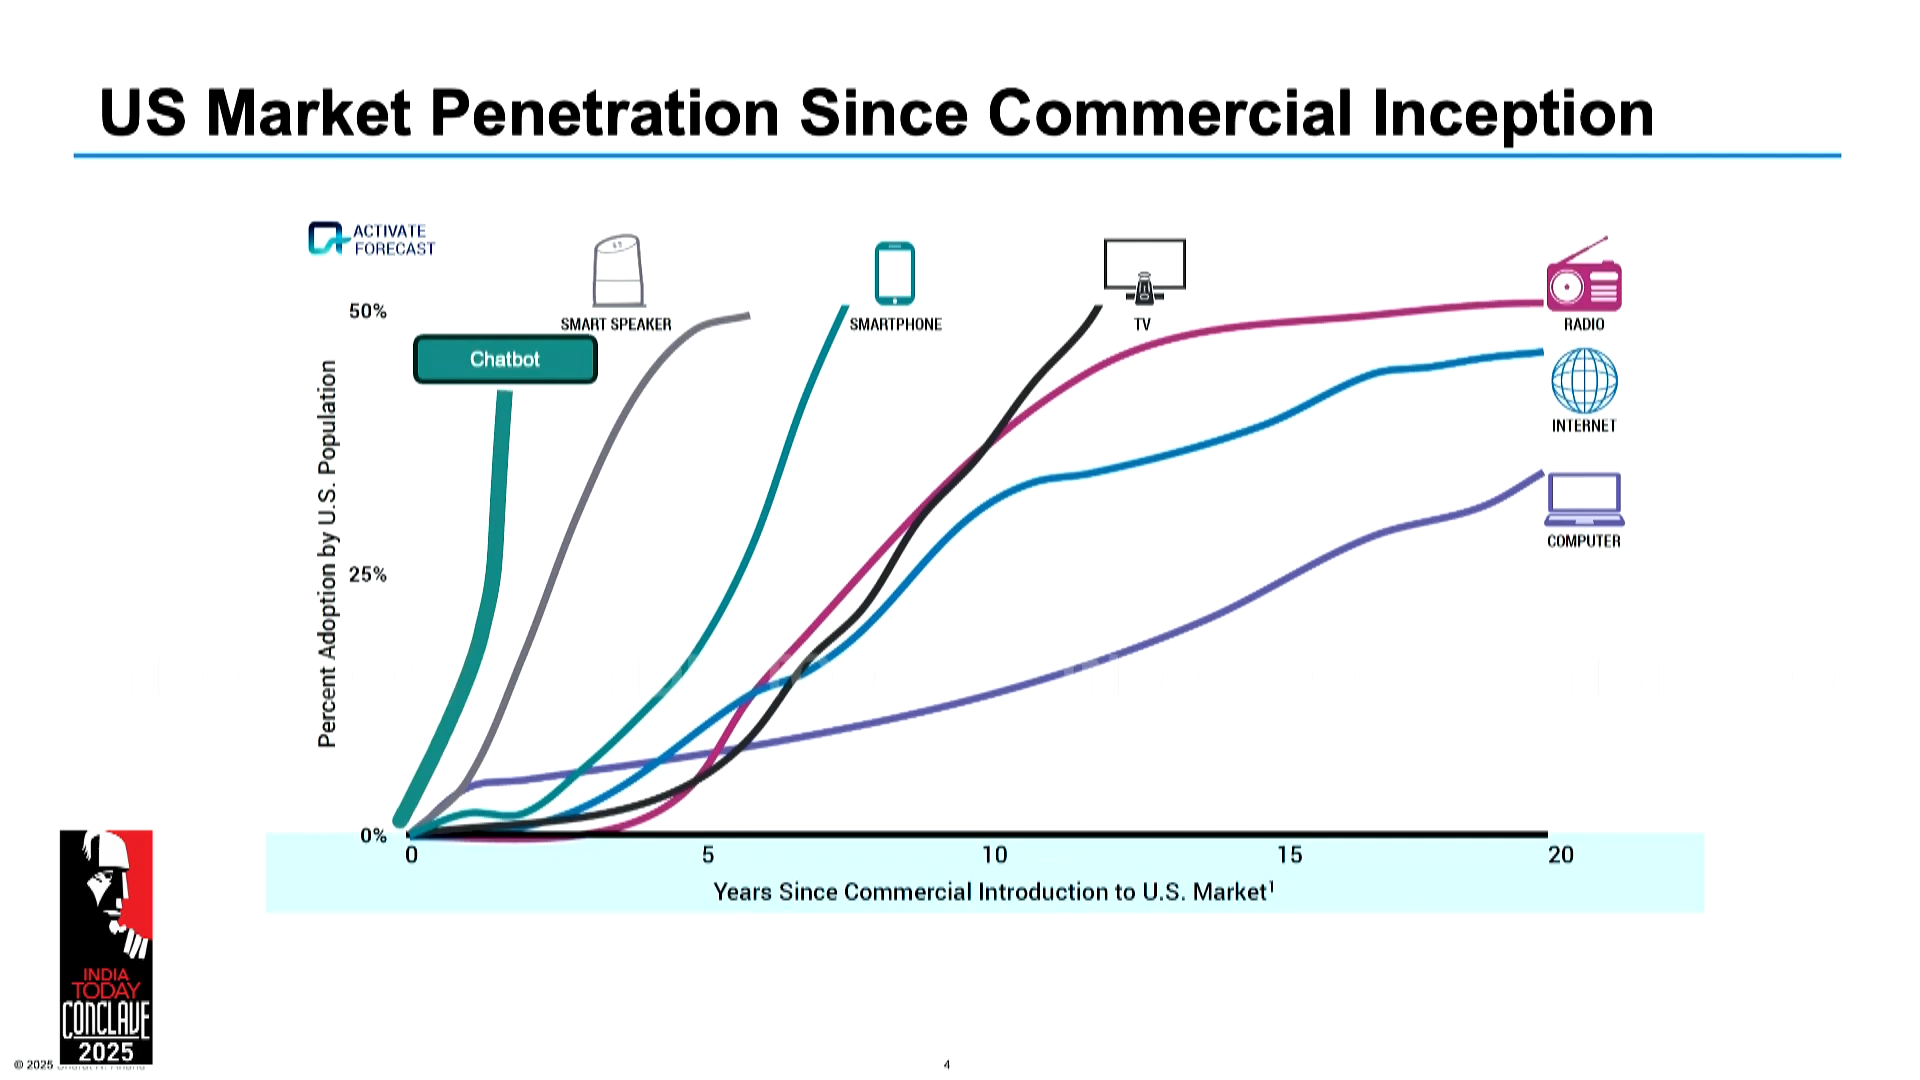 US Market Penetration Since Commercial Inception
ACTIVATE
FORECAST
50%
25%
0%
Percent Adoption by U.S. Population
Chatbot
SMART SPEAKER
SMARTPHONE
TV
RADIO
INTERNET
COMPUTER
0 5 10 15 20
Years Since Commercial Introduction to U.S. Market¹
INDIA
TODAY
CONCLAVE
2025
© 2025
4